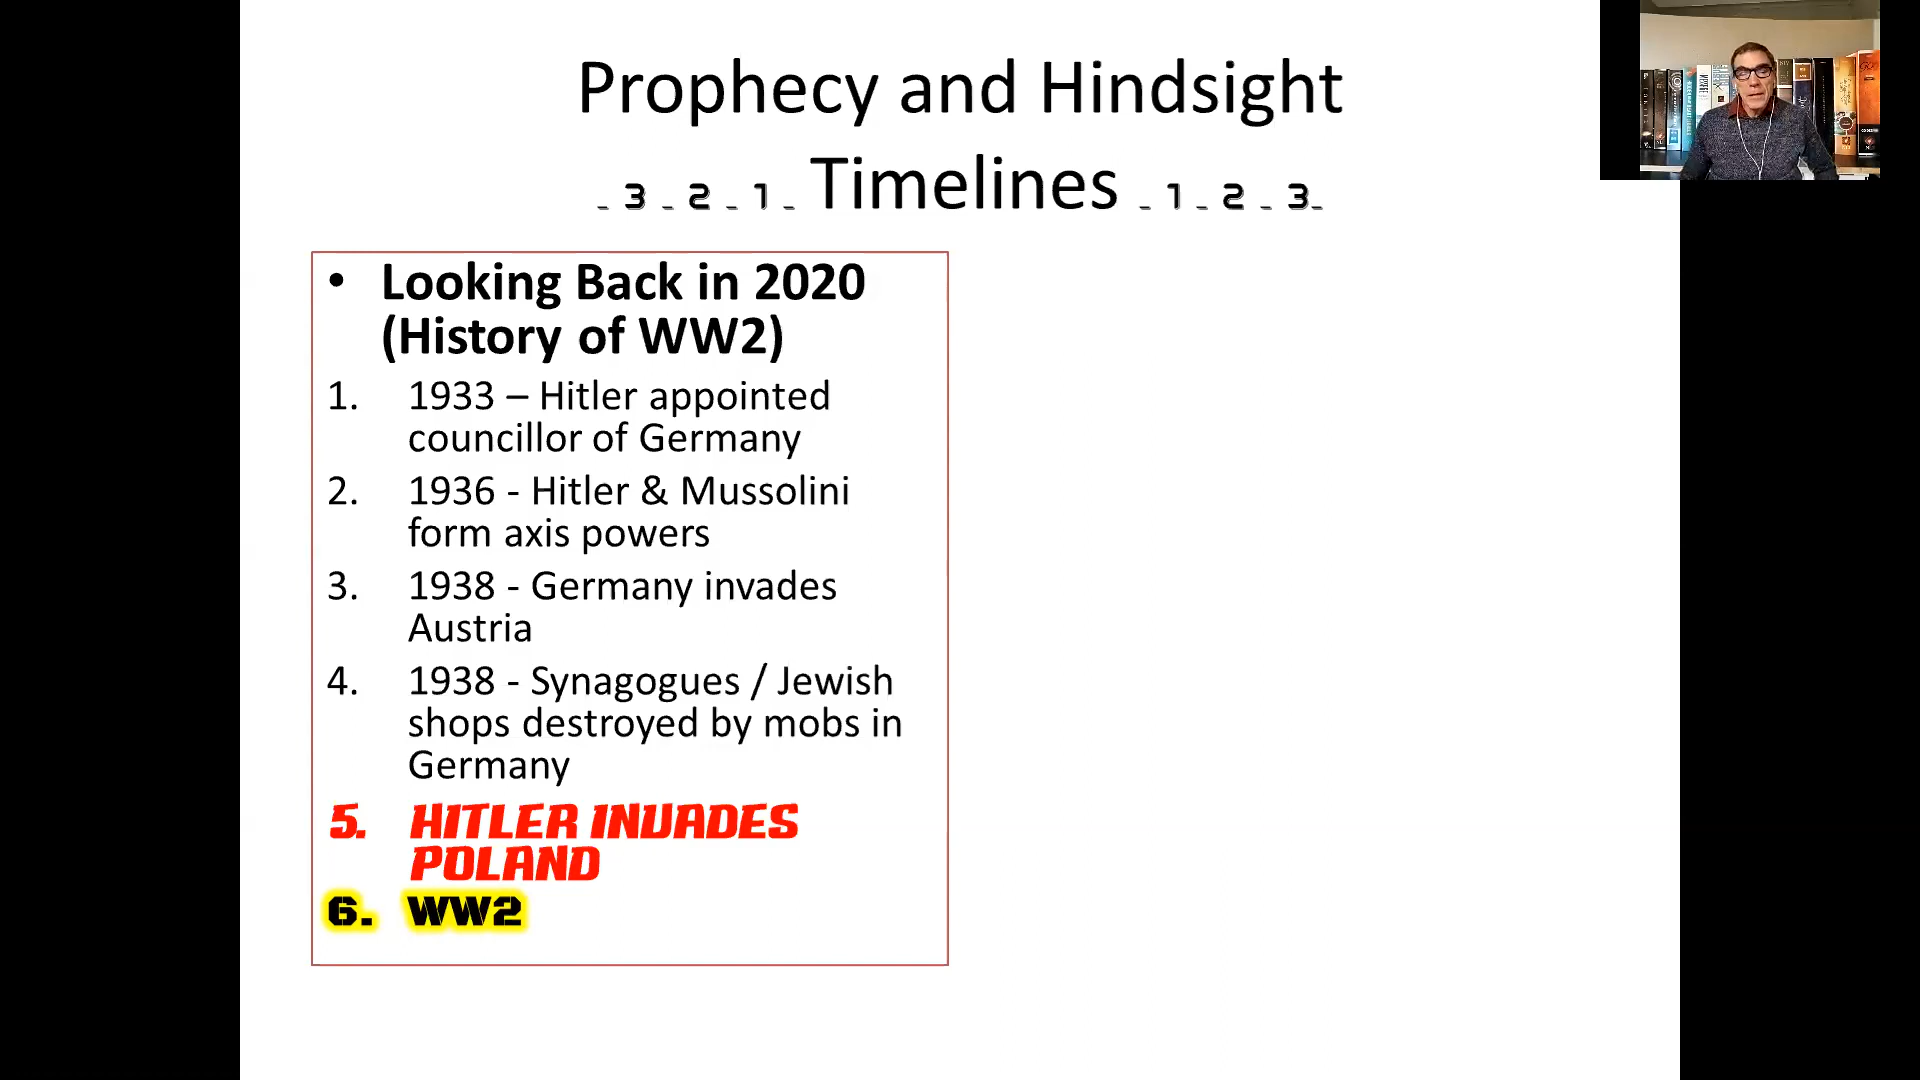 Prophecy and Hindsight
- 3 - 2 - 1 - Timelines - 1 - 2 - 3-
• Looking Back in 2020
(History of WW2)
1. 1933 – Hitler appointed
councillor of Germany
2. 1936 - Hitler & Mussolini
form axis powers
3. 1938 - Germany invades
Austria
4. 1938 - Synagogues / Jewish
shops destroyed by mobs in
Germany
5. HITLER INVADES
POLAND
6. WW2